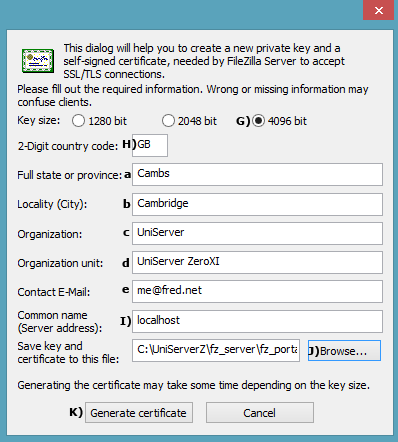 This dialog will help you to create a new private key and a
self-signed certificate, needed by FileZilla Server to accept
SSL/TLS connections.
Please fill out the required information. Wrong or missing information may
confuse clients.
Key size: 1280 bit 2048 bit G) 4096 bit
2-Digit country code: H) GB
Full state or province: a Cambs
Locality (City): b Cambridge
Organization: c UniServer
Organization unit: d UniServer ZeroXI
Contact E-Mail: e me@fred.net
Common name
(Server address): I) localhost
Save key and
certificate to this file: C:\UniServerZ\fz_server\fz_porta J) Browse...
Generating the certificate may take some time depending on the key size.
K) Generate certificate Cancel